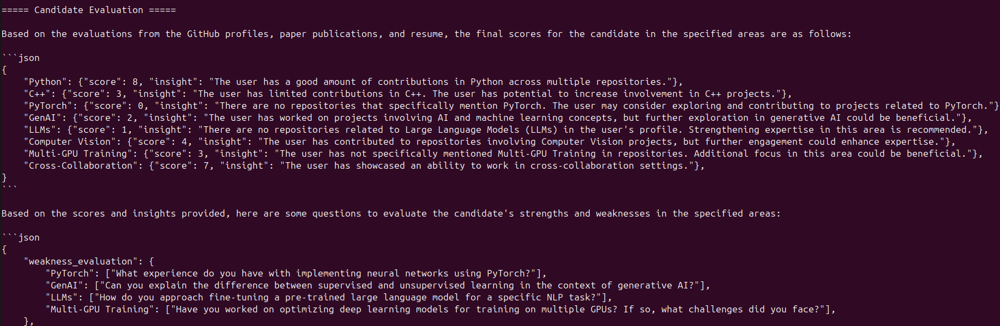 ===== Candidate Evaluation =====
Based on the evaluations from the GitHub profiles, paper publications, and resume, the final scores for the candidate in the specified areas are as follows:
```json
{
    "Python": {"score": 8, "insight": "The user has a good amount of contributions in Python across multiple repositories."},
    "C++": {"score": 3, "insight": "The user has limited contributions in C++. The user has potential to increase involvement in C++ projects."},
    "PyTorch": {"score": 0, "insight": "There are no repositories that specifically mention PyTorch. The user may consider exploring and contributing to projects related to PyTorch."}
    "GenAI": {"score": 2, "insight": "The user has worked on projects involving AI and machine learning concepts, but further exploration in generative AI could be beneficial."},
    "LLMs": {"score": 1, "insight": "There are no repositories related to Large Language Models (LLMs) in the user's profile. Strengthening expertise in this area is recommended."},
    "Computer Vision": {"score": 4, "insight": "The user has contributed to repositories involving Computer Vision projects, but further engagement could enhance expertise."},
    "Multi-GPU Training": {"score": 3, "insight": "The user has not specifically mentioned Multi-GPU Training in repositories. Additional focus in this area could be beneficial."},
    "Cross-Collaboration": {"score": 7, "insight": "The user has showcased an ability to work in cross-collaboration settings."},
}
```
Based on the scores and insights provided, here are some questions to evaluate the candidate's strengths and weaknesses in the specified areas:
```json
{
    "weakness_evaluation": {
        "PyTorch": ["What experience do you have with implementing neural networks using PyTorch?"],
        "GenAI": ["Can you explain the difference between supervised and unsupervised learning in the context of generative AI?"],
        "LLMs": ["How do you approach fine-tuning a pre-trained large language model for a specific NLP task?"],
        "Multi-GPU Training": ["Have you worked on optimizing deep learning models for training on multiple GPUs? If so, what challenges did you face?"],
    },